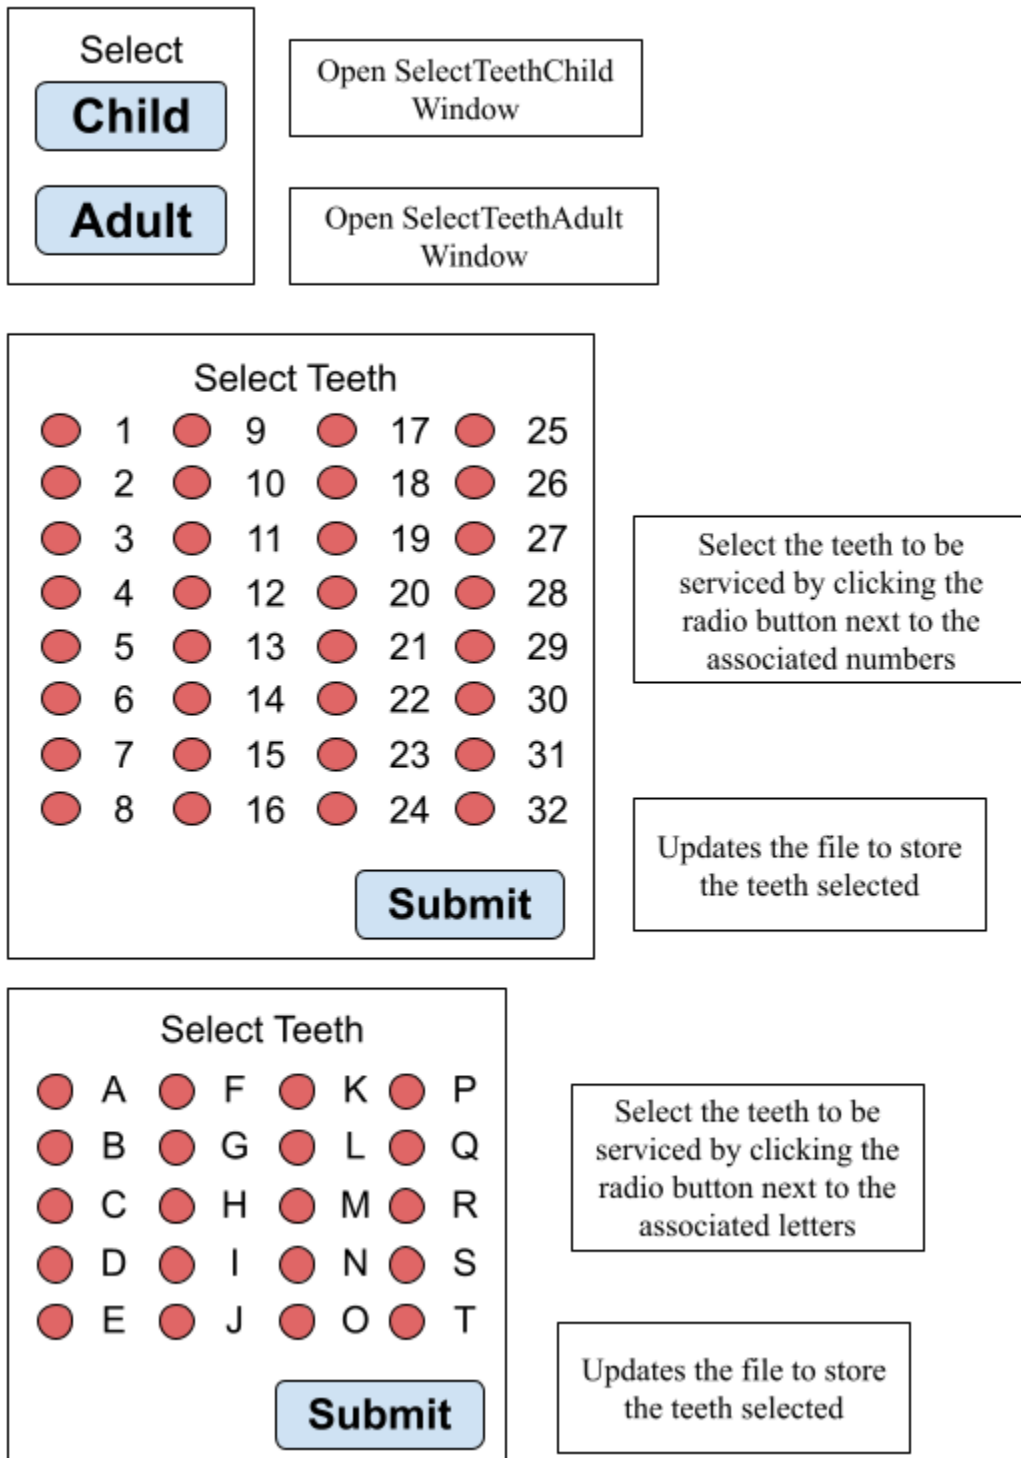 Select
Child
Adult
Open SelectTeethChild
Window
Open SelectTeethAdult
Window
Select Teeth
1 9 17 25
2 10 18 26
3 11 19 27
4 12 20 28
5 13 21 29
6 14 22 30
7 15 23 31
8 16 24 32
Submit
Select the teeth to be
serviced by clicking the
radio button next to the
associated numbers
Updates the file to store
the teeth selected
Select Teeth
A F K P
B G L Q
C H M R
D I N S
E J O T
Submit
Select the teeth to be
serviced by clicking the
radio button next to the
associated letters
Updates the file to store
the teeth selected